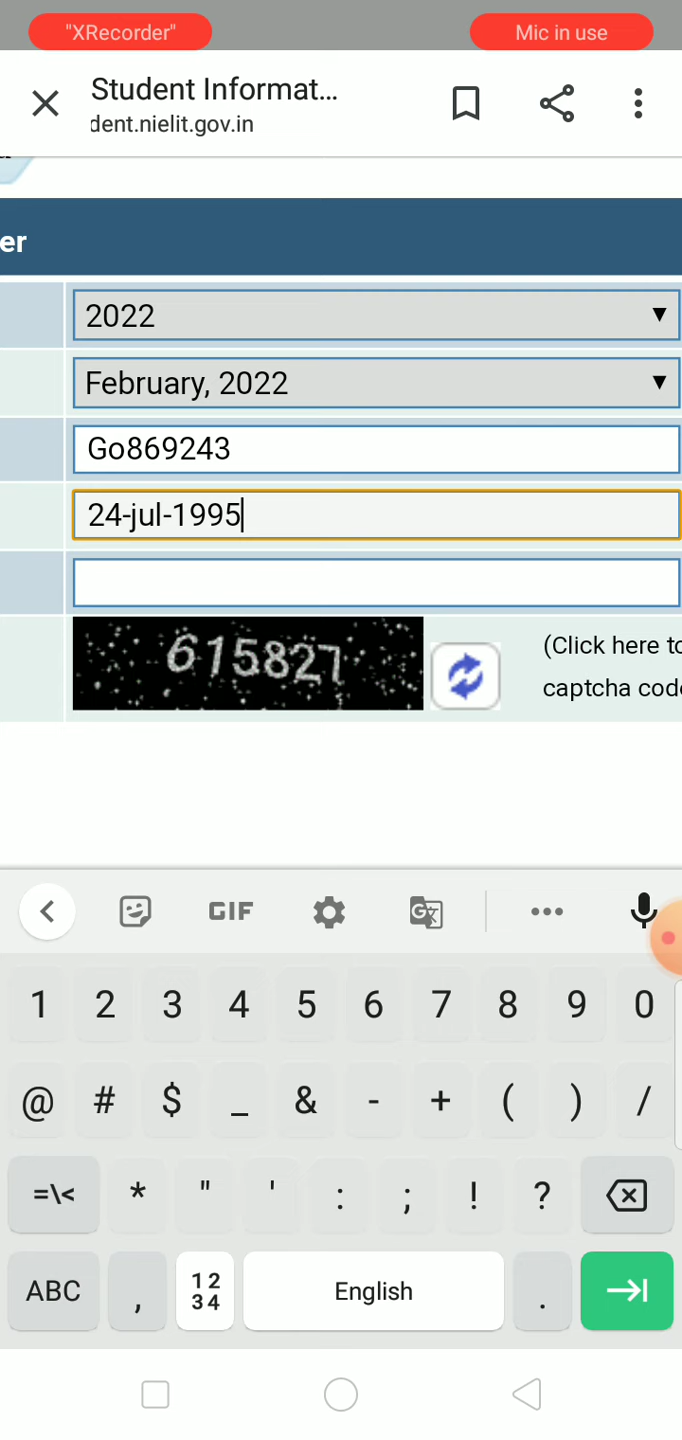 "XRecorder" Mic in use
Student Informat...
dent.nielit.gov.in
er
2022
February, 2022
Go869243
24-jul-1995
615827
(Click here to
captcha code
GIF
1 2 3 4 5 6 7 8 9 0
@ # $ _ & - + ( ) /
=\< * " ' : ; ! ?
ABC , 1 2 3 4 English .